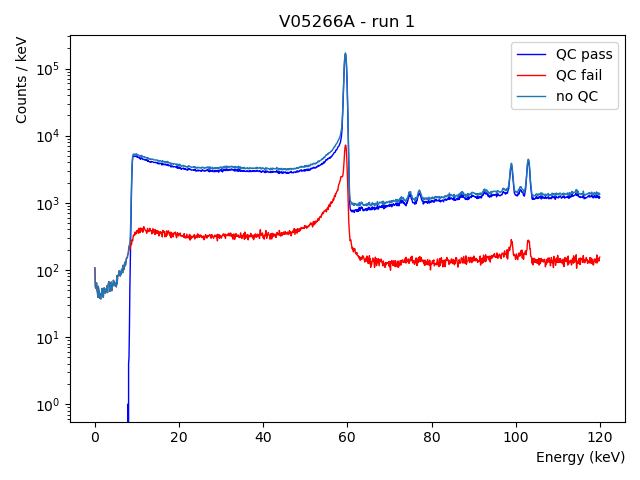 V05266A - run 1
Counts / keV
10^5
10^4
10^3
10^2
10^1
10^0
QC pass
QC fail
no QC
0 20 40 60 80 100 120
Energy (keV)